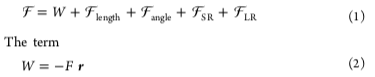 ℱ = W + ℱ_length + ℱ_angle + ℱ_SR + ℱ_LR (1)
The term
W = −F r (2)